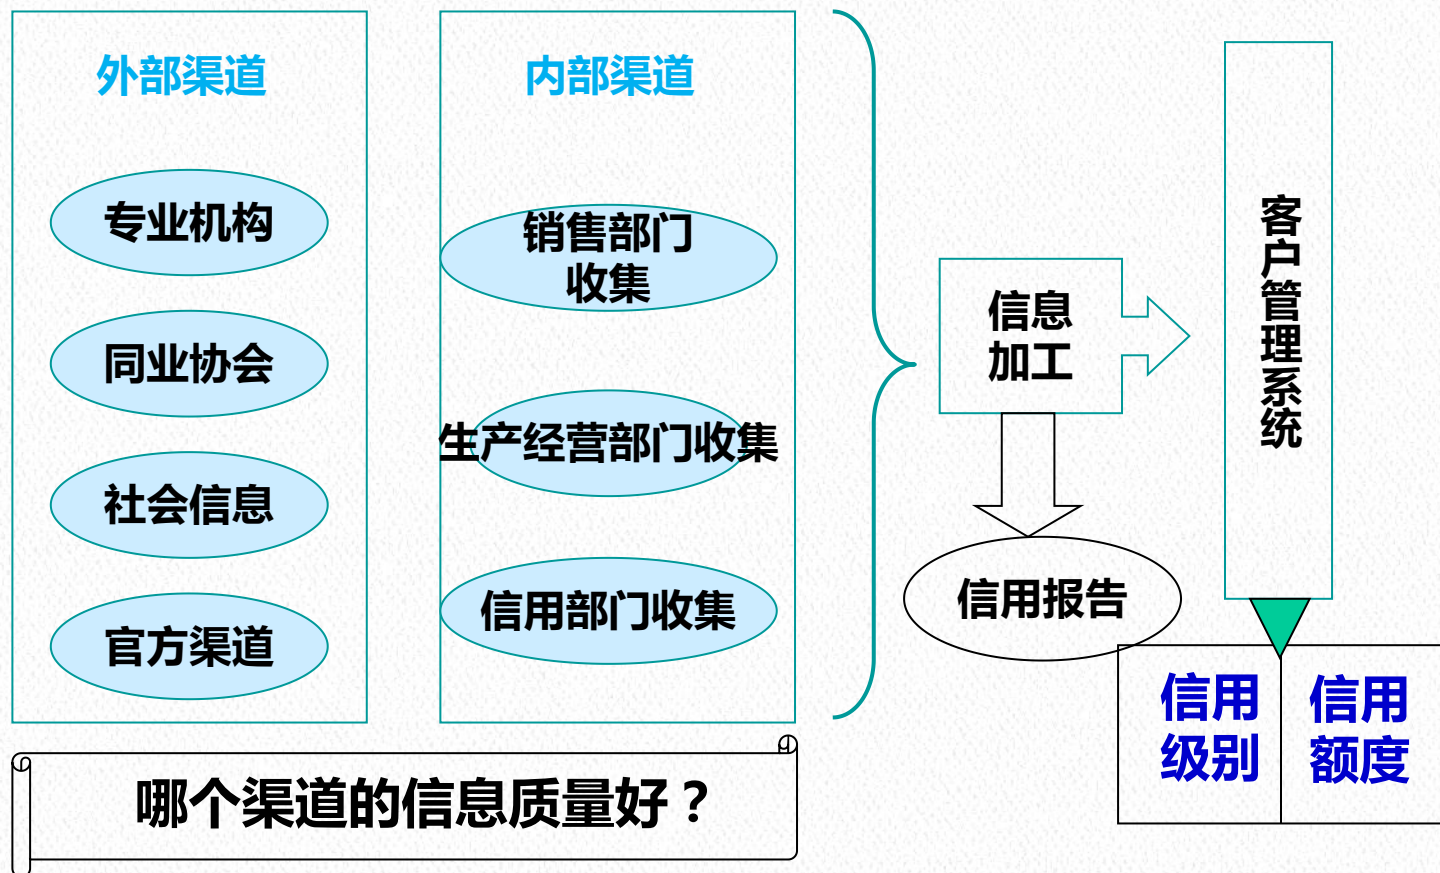 外部渠道
专业机构
同业协会
社会信息
官方渠道
内部渠道
销售部门
收集
生产经营部门收集
信用部门收集
信息
加工
信用报告
客户管理系统
信用
级别
信用
额度
哪个渠道的信息质量好？